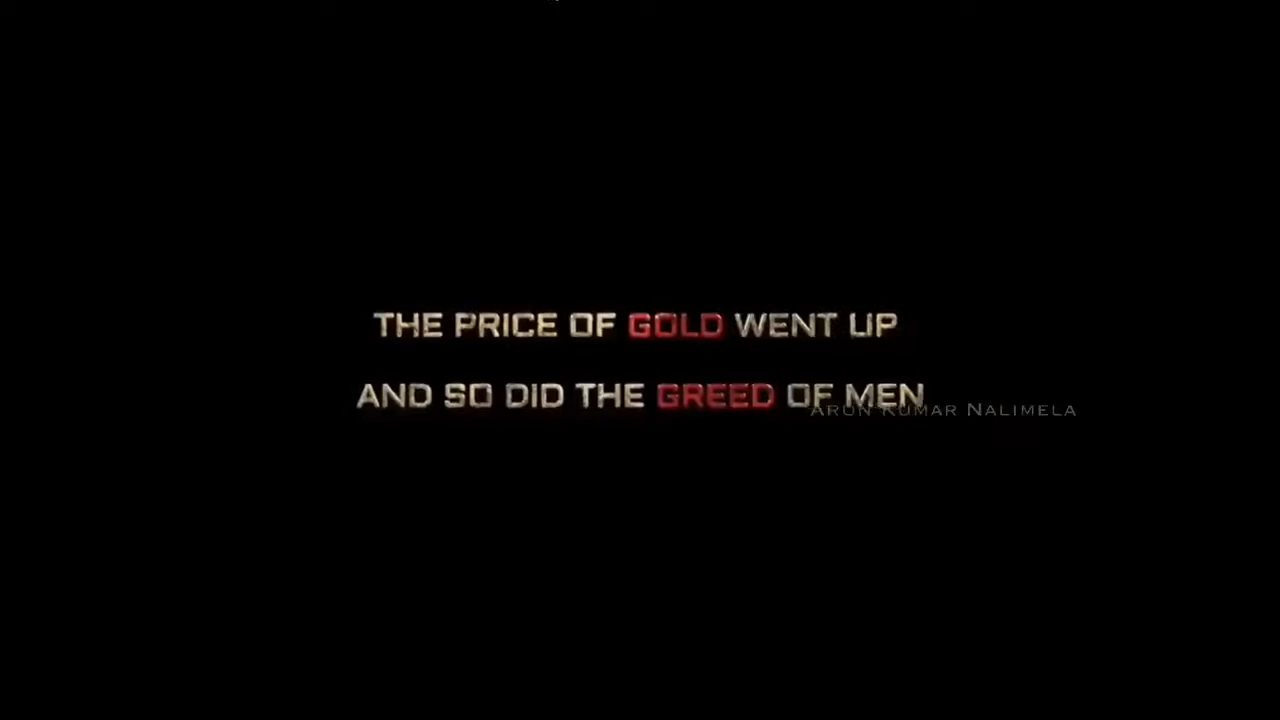 THE PRICE OF GOLD WENT UP
AND SO DID THE GREED OF MEN
ARUN KUMAR NALIMELA